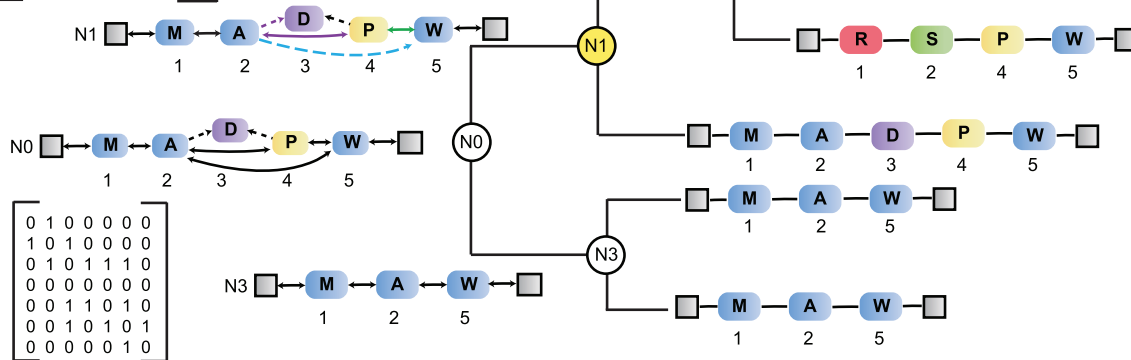 N1 M A D P W
1 2 3 4 5
N0 M A D P W
1 2 3 4 5
0 1 0 0 0 0 0
1 0 1 0 0 0 0
0 1 0 1 1 1 0
0 0 0 0 0 0 0
0 0 1 1 0 1 0
0 0 1 0 1 0 1
0 0 0 0 0 1 0
N3 M A W
1 2 5
N1
N0
N3
R S P W
1 2 4 5
M A D P W
1 2 3 4 5
M A W
1 2 5
M A W
1 2 5